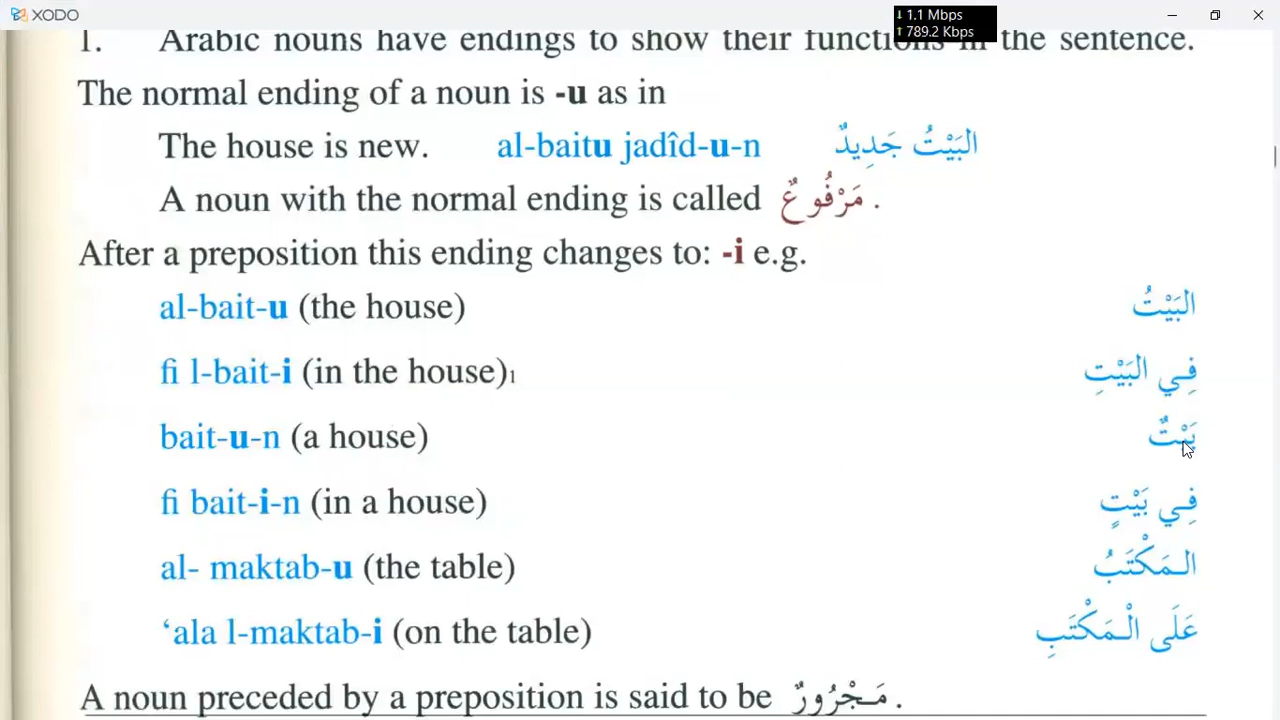 XODO
↓ 1.1 Mbps
↑ 789.2 Kbps
1. Arabic nouns have endings to show their functions in the sentence.
The normal ending of a noun is -u as in
The house is new. al-baitu jadîd-u-n البَيْتُ جَدِيدٌ
A noun with the normal ending is called مَرْفُوعٌ .
After a preposition this ending changes to: -i e.g.
al-bait-u (the house) البَيْتُ
fi l-bait-i (in the house)1 فِي البَيْتِ
bait-u-n (a house) بَيْتٌ
fi bait-i-n (in a house) فِي بَيْتٍ
al- maktab-u (the table) المَكْتَبُ
‘ala l-maktab-i (on the table) عَلَى الْمَكْتَبِ
A noun preceded by a preposition is said to be مَجْرُورٌ .